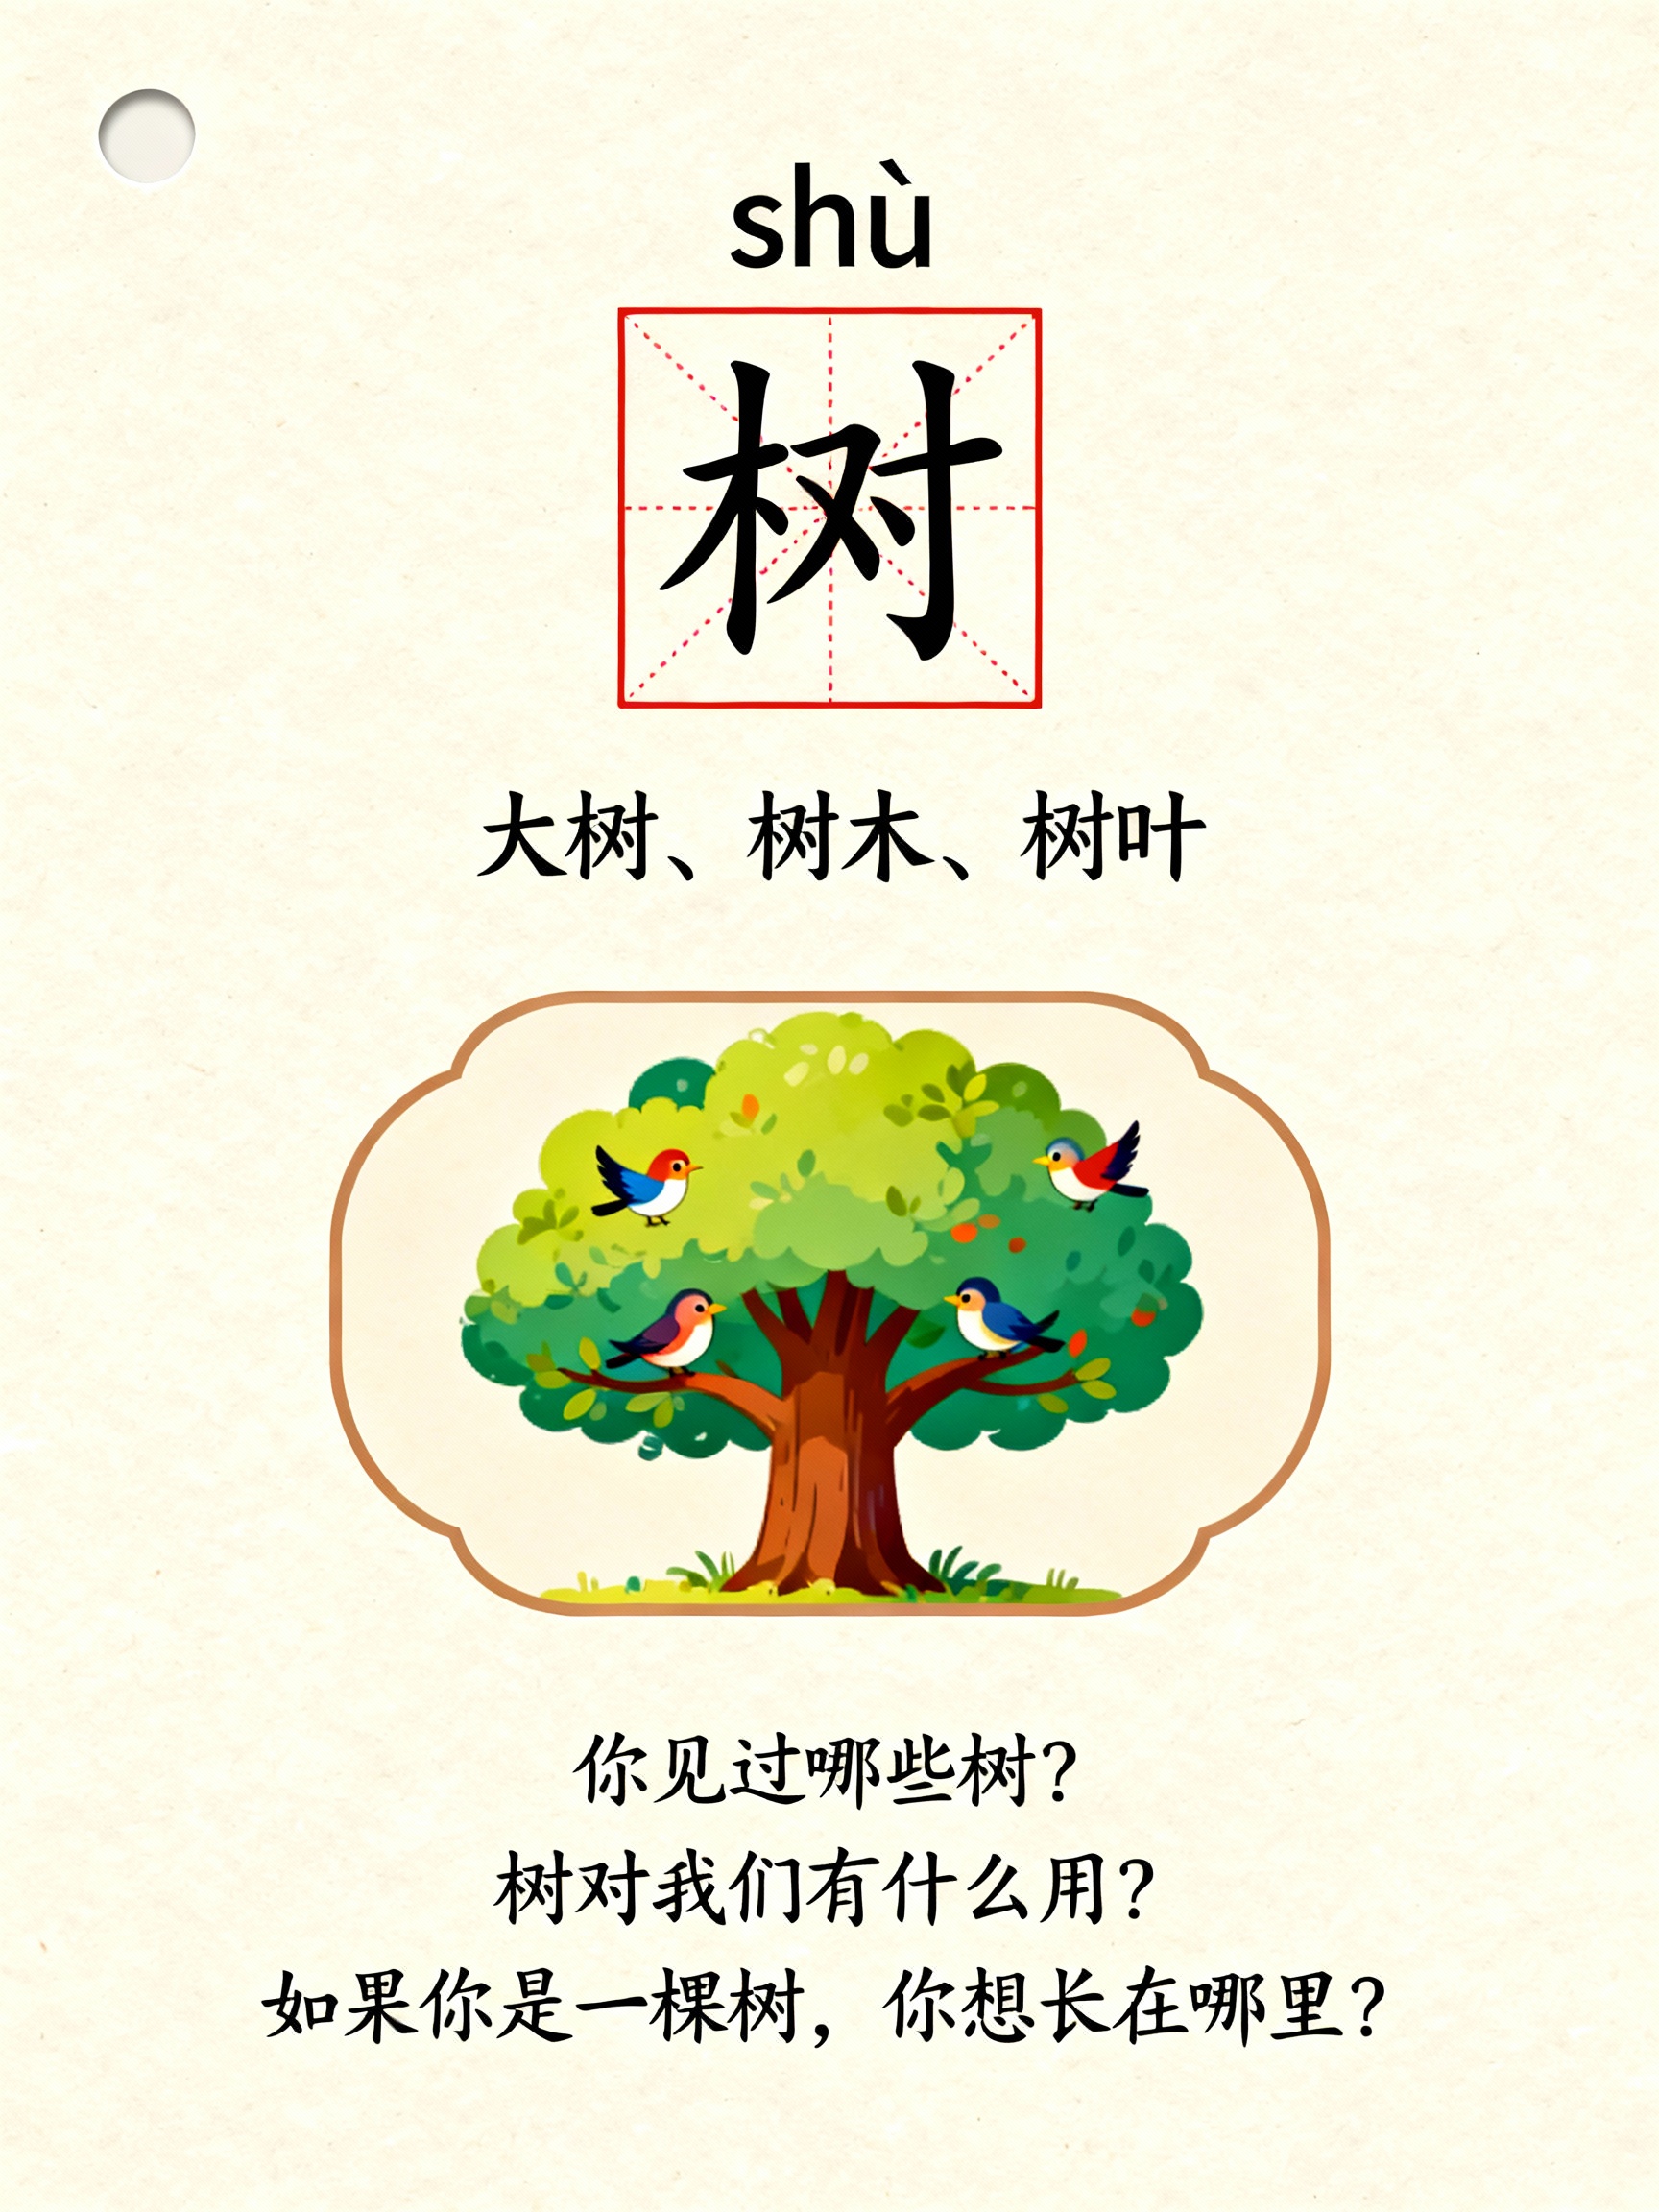 shù
树
大树、树木、树叶
你见过哪些树？
树对我们有什么用？
如果你是一棵树，你想长在哪里？